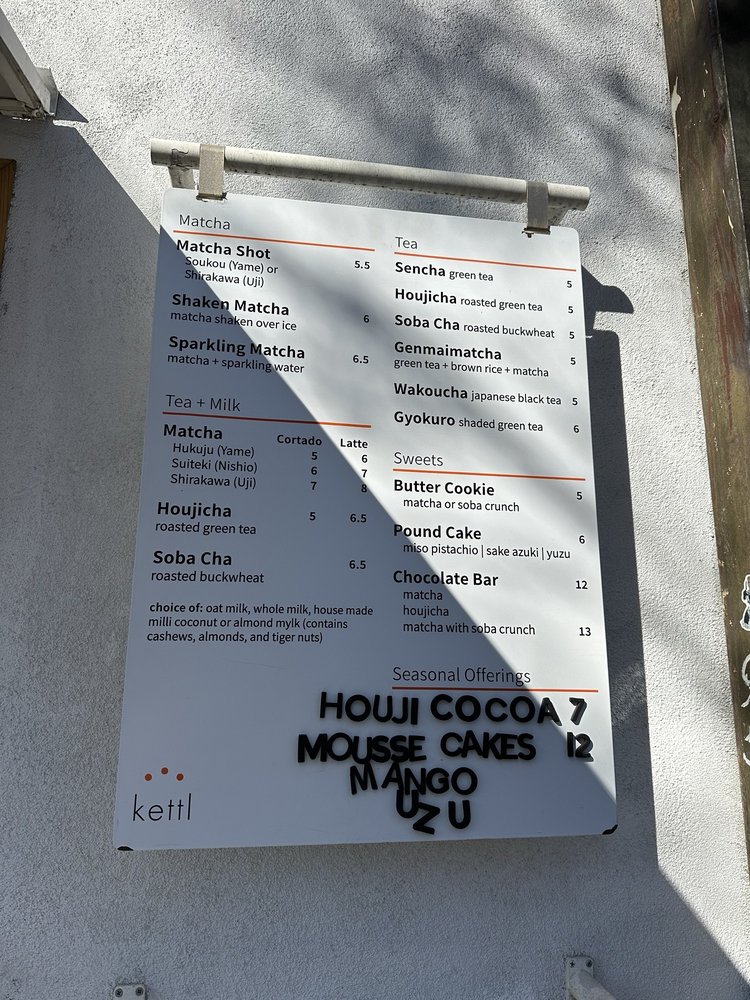 Matcha
Matcha Shot 5.5
Soukou (Yame) or
Shirakawa (Uji)
Shaken Matcha
matcha shaken over ice 6
Sparkling Matcha 6.5
matcha + sparkling water
Tea + Milk
Matcha Cortado Latte
Hukuju (Yame) 5 6
Suiteki (Nishio) 6 7
Shirakawa (Uji) 7 8
Houjicha 5 6.5
roasted green tea
Soba Cha 6.5
roasted buckwheat
choice of: oat milk, whole milk, house made
milli coconut or almond mylk (contains
cashews, almonds, and tiger nuts)
Tea
Sencha green tea 5
Houjicha roasted green tea 5
Soba Cha roasted buckwheat 5
Genmaimatcha 5
green tea + brown rice + matcha
Wakoucha japanese black tea 5
Gyokuro shaded green tea 6
Sweets
Butter Cookie 5
matcha or soba crunch
Pound Cake 6
miso pistachio | sake azuki | yuzu
Chocolate Bar 12
matcha
houjicha
matcha with soba crunch 13
Seasonal Offerings
HOUJI COCOA 7
MOUSSE CAKES 12
MANGO
UZU
kettl